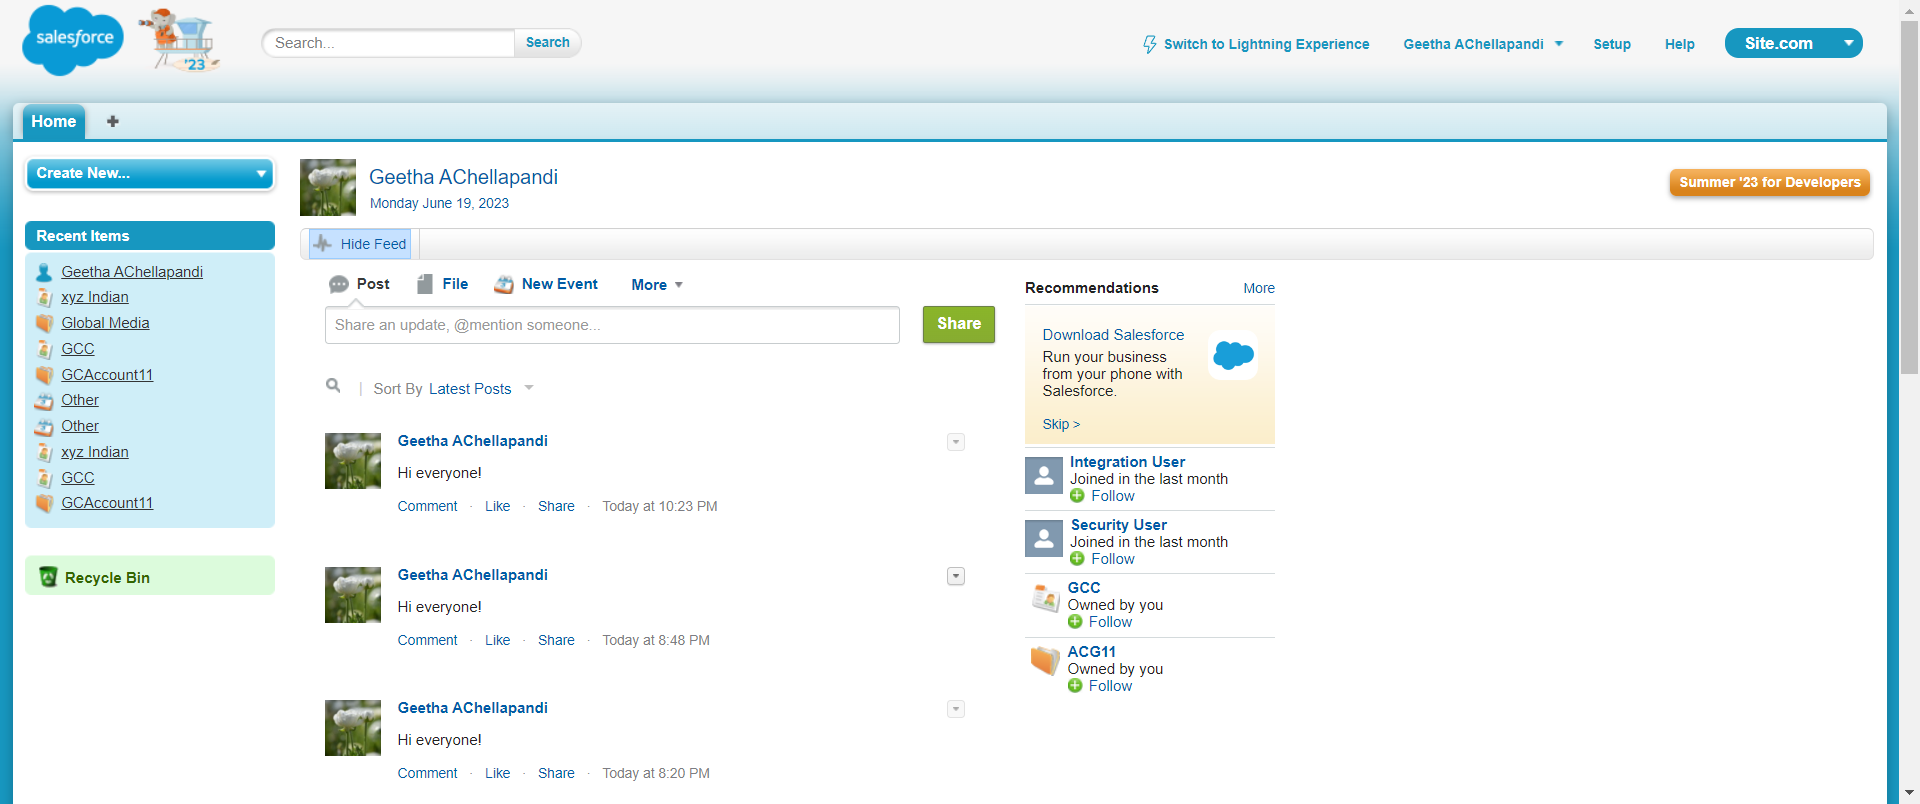 salesforce
'23
Search...
Search
Switch to Lightning Experience
Geetha AChellapandi
Setup
Help
Site.com
Home
Create New...
Geetha AChellapandi
Monday June 19, 2023
Summer '23 for Developers
Hide Feed
Recent Items
Geetha AChellapandi
xyz Indian
Global Media
GCC
GCAccount11
Other
Other
xyz Indian
GCC
GCAccount11
Recycle Bin
Post
File
New Event
More
Share an update, @mention someone...
Share
Sort By Latest Posts
Geetha AChellapandi
Hi everyone!
Comment · Like · Share · Today at 10:23 PM
Geetha AChellapandi
Hi everyone!
Comment · Like · Share · Today at 8:48 PM
Geetha AChellapandi
Hi everyone!
Comment · Like · Share · Today at 8:20 PM
Recommendations
More
Download Salesforce
Run your business
from your phone with
Salesforce.
Skip >
Integration User
Joined in the last month
Follow
Security User
Joined in the last month
Follow
GCC
Owned by you
Follow
ACG11
Owned by you
Follow